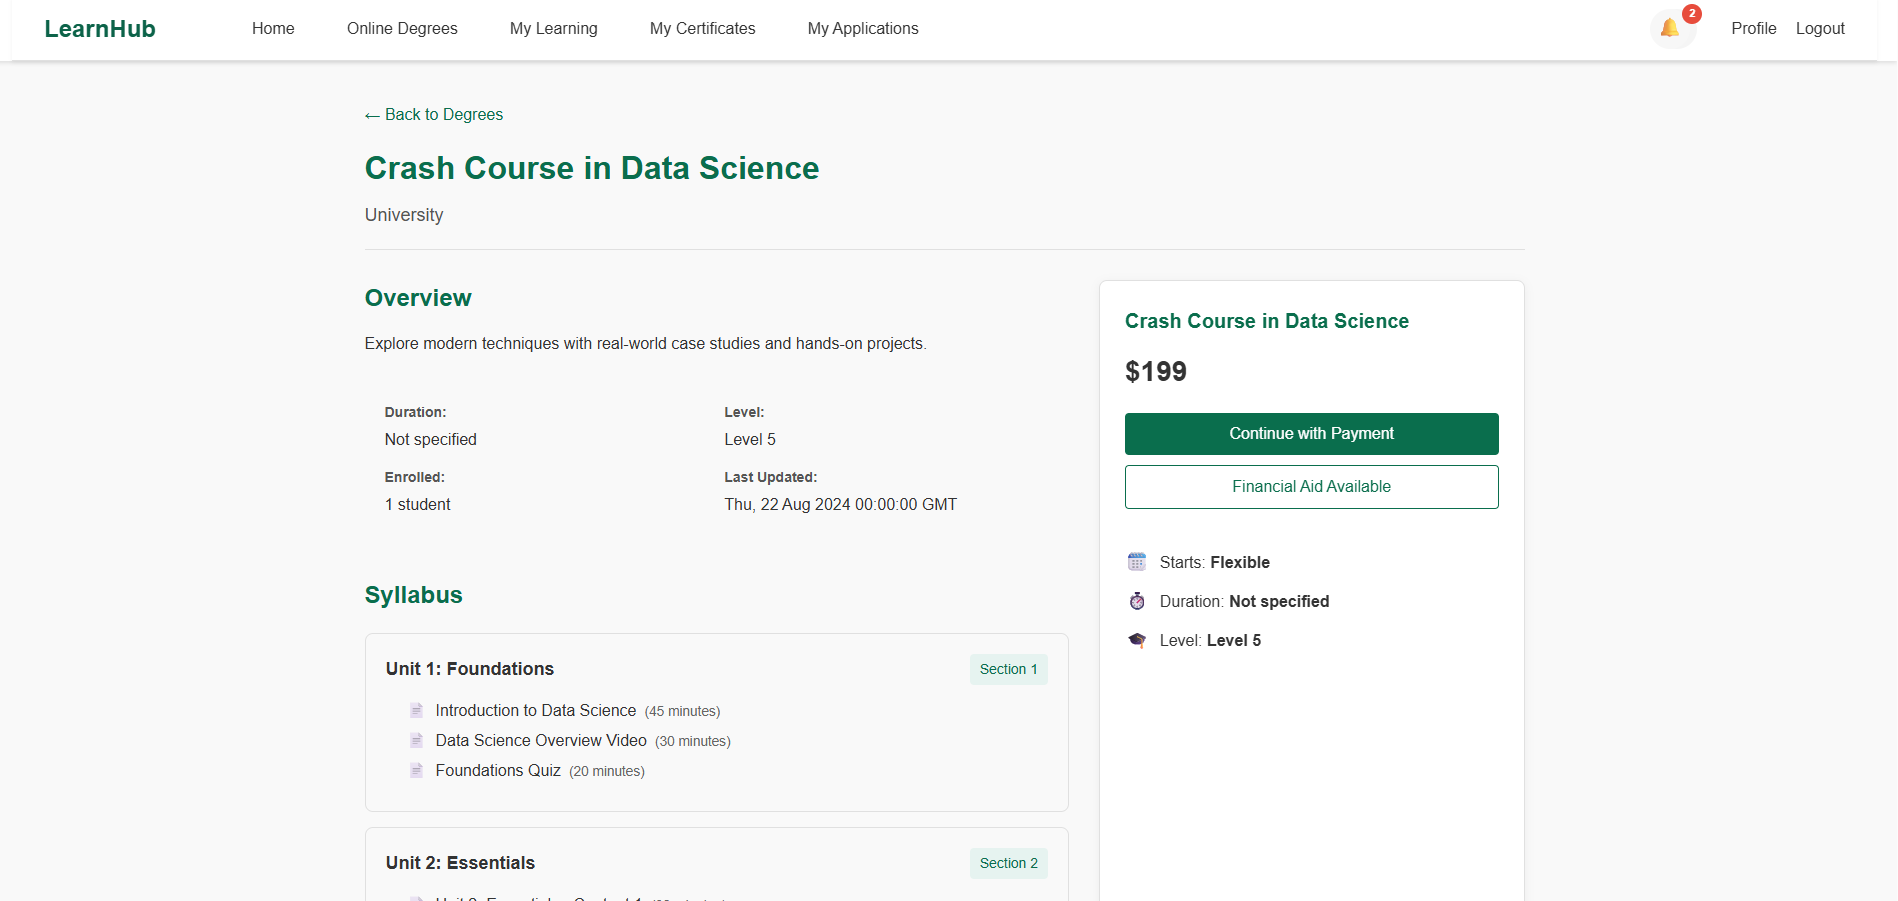 LearnHub
Home
Online Degrees
My Learning
My Certificates
My Applications
2
Profile
Logout
← Back to Degrees
Crash Course in Data Science
University
Overview
Explore modern techniques with real-world case studies and hands-on projects.
Duration:
Not specified
Level:
Level 5
Enrolled:
1 student
Last Updated:
Thu, 22 Aug 2024 00:00:00 GMT
Syllabus
Unit 1: Foundations
Section 1
Introduction to Data Science (45 minutes)
Data Science Overview Video (30 minutes)
Foundations Quiz (20 minutes)
Unit 2: Essentials
Section 2
Crash Course in Data Science
$199
Continue with Payment
Financial Aid Available
Starts: Flexible
Duration: Not specified
Level: Level 5